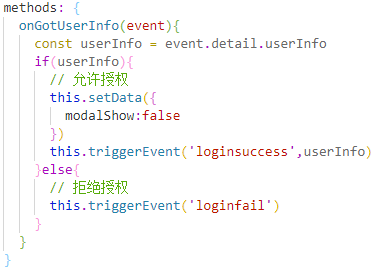 methods: {
  onGotUserInfo(event){
    const userInfo = event.detail.userInfo
    if(userInfo){
      // 允许授权
      this.setData({
        modalShow:false
      })
      this.triggerEvent('loginsuccess',userInfo)
    }else{
      // 拒绝授权
      this.triggerEvent('loginfail')
    }
  }
}